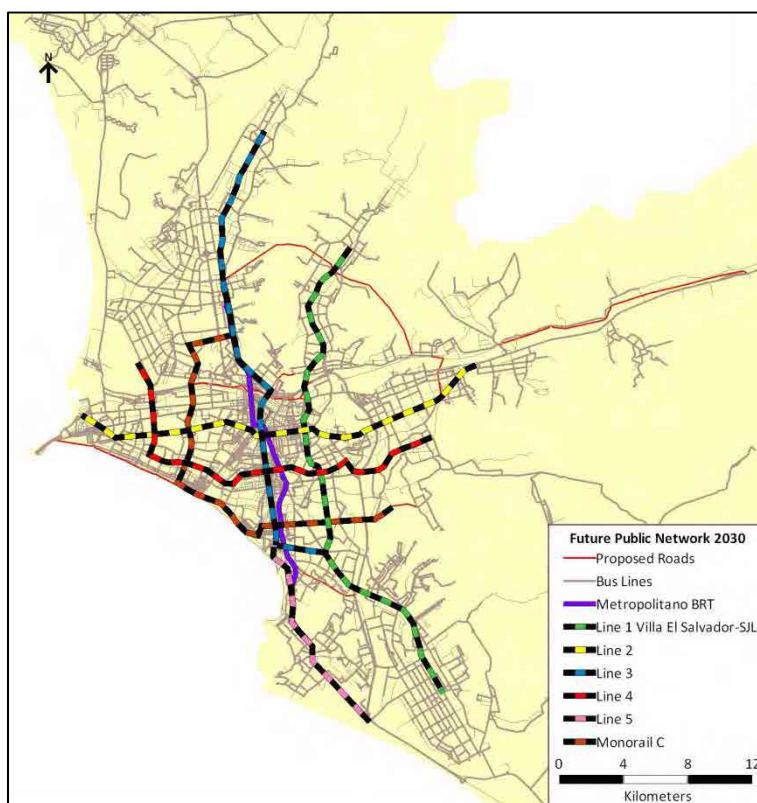 N
Future Public Network 2030
Proposed Roads
Bus Lines
Metropolitano BRT
Line 1 Villa El Salvador-SJL
Line 2
Line 3
Line 4
Line 5
Monorail C
0 4 8 12
Kilometers